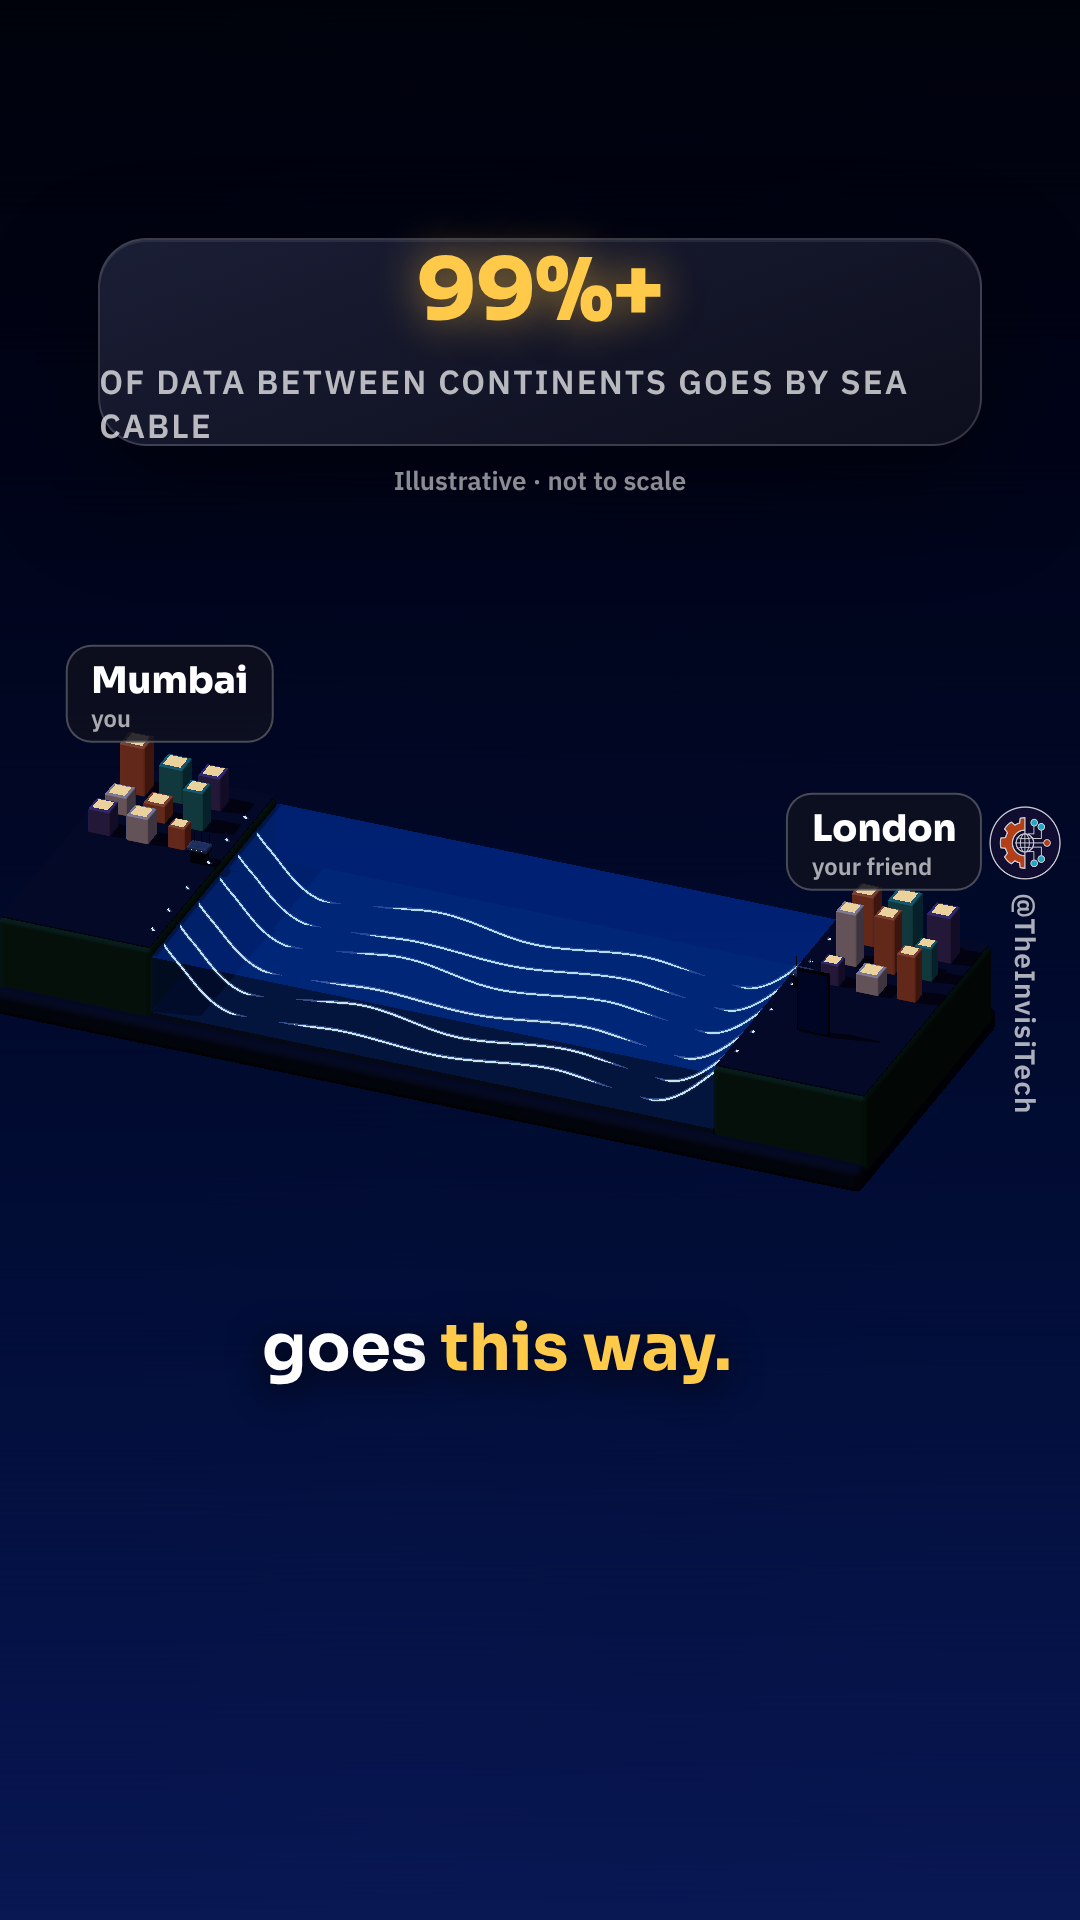 99%+
OF DATA BETWEEN CONTINENTS GOES BY SEA
CABLE
Illustrative · not to scale
Mumbai
you
London
your friend
@TheInvisiTech
goes this way.